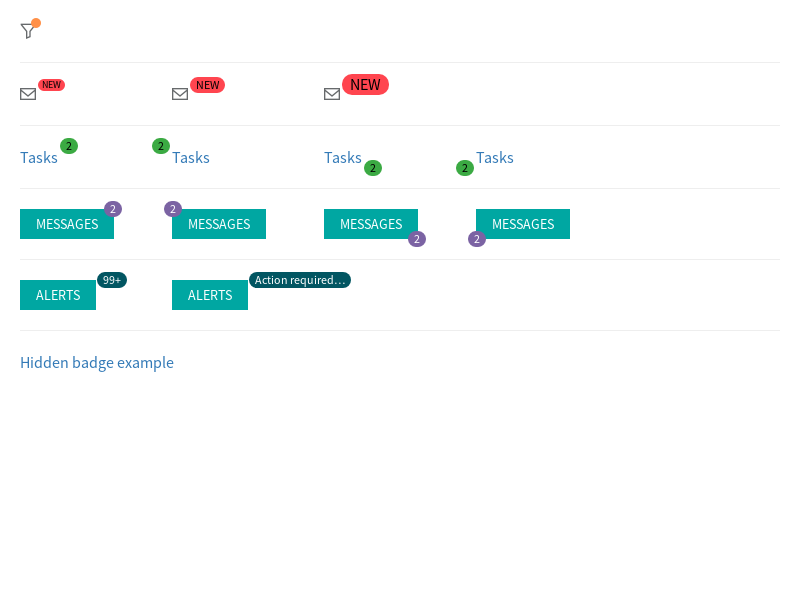 NEW NEW NEW
Tasks 2 2 Tasks Tasks 2 2 Tasks
MESSAGES 2 2 MESSAGES MESSAGES 2 2 MESSAGES
ALERTS 99+ ALERTS Action required...
Hidden badge example